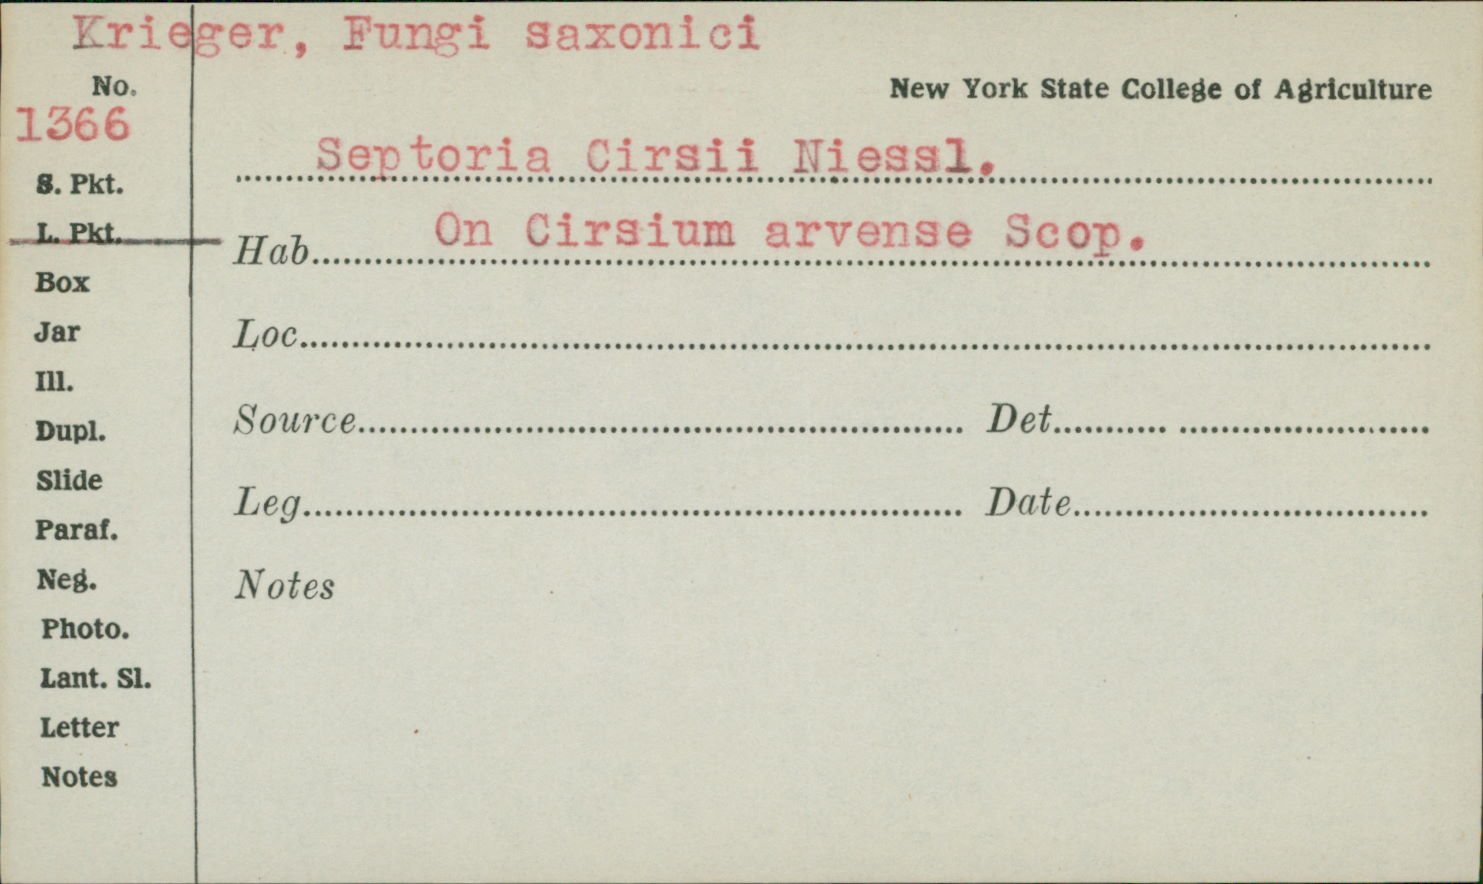 Krieger, Fungi saxonici
No.
New York State College of Agriculture
1366
Septoria Cirsii Niessl.
S. Pkt.
L. Pkt.
Hab. On Cirsium arvense Scop.
Box
Jar
Loc.
Ill.
Dupl.
Source Det.
Slide
Leg. Date
Paraf.
Neg.
Notes
Photo.
Lant. Sl.
Letter
Notes